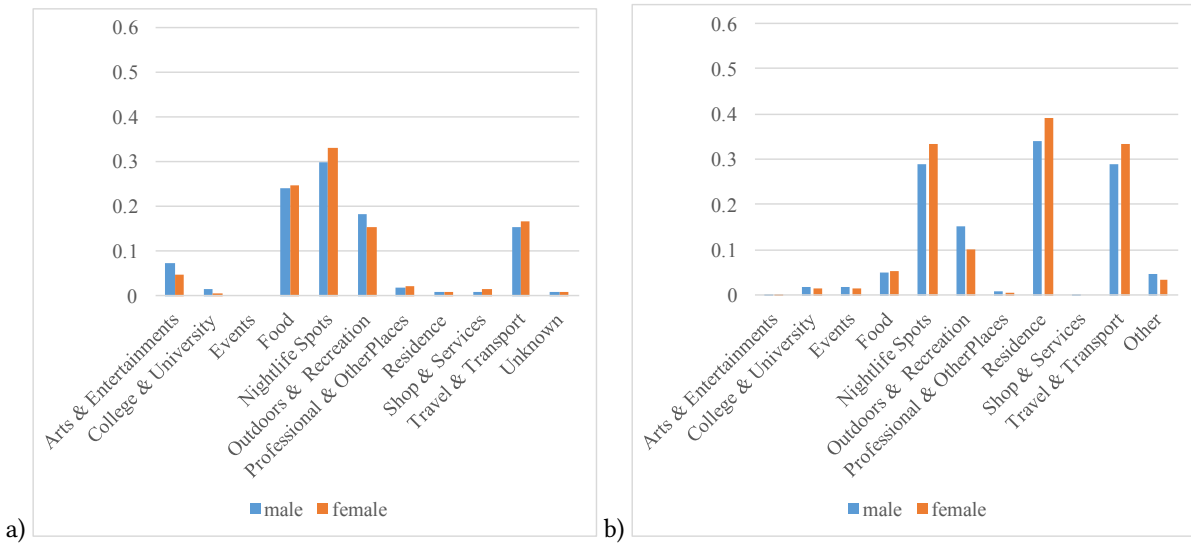 0.6
0.5
0.4
0.3
0.2
0.1
0
Arts & Entertainments
College & University
Events
Food
Nightlife Spots
Outdoors & Recreation
Professional & OtherPlaces
Residence
Shop & Services
Travel & Transport
Unknown
male female
a)
0.6
0.5
0.4
0.3
0.2
0.1
0
Arts & Entertainments
College & University
Events
Food
Nightlife Spots
Outdoors & Recreation
Professional & OtherPlaces
Residence
Shop & Services
Travel & Transport
Other
male female
b)